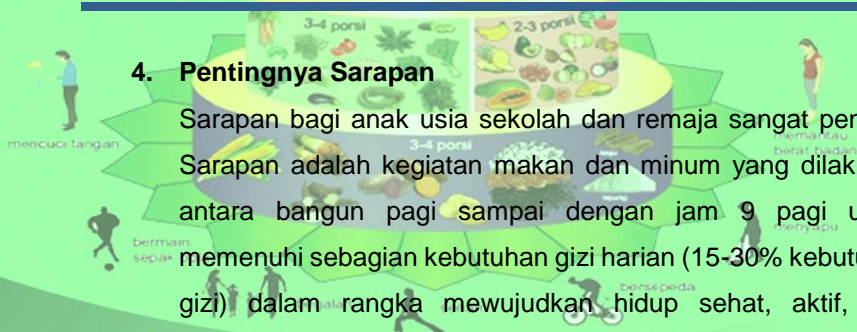 3-4 porsi
2-3 porsi
4. Pentingnya Sarapan
Sarapan bagi anak usia sekolah dan remaja sangat pen
mencuci tangan
3-4 porsi
memantau
berat badan
Sarapan adalah kegiatan makan dan minum yang dilak
antara bangun pagi sampai dengan jam 9 pagi u
menyapu
bermain
sepak
memenuhi sebagian kebutuhan gizi harian (15-30% kebutu
bersepeda
gizi) dalam rangka mewujudkan hidup sehat, aktif,